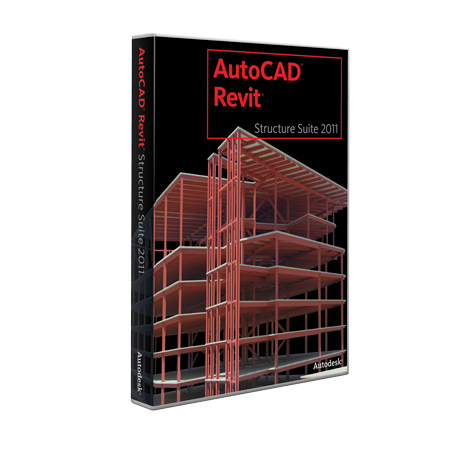 AutoCAD® Revit® Structure Suite 2011
Autodesk
AutoCAD®
Revit®
Structure Suite 2011
Autodesk